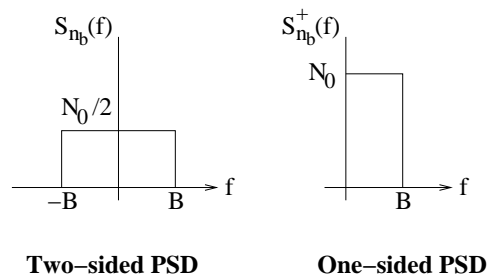 S_{n_b}(f)
N_0/2
−B B f
Two−sided PSD
S^+_{n_b}(f)
N_0
B f
One−sided PSD